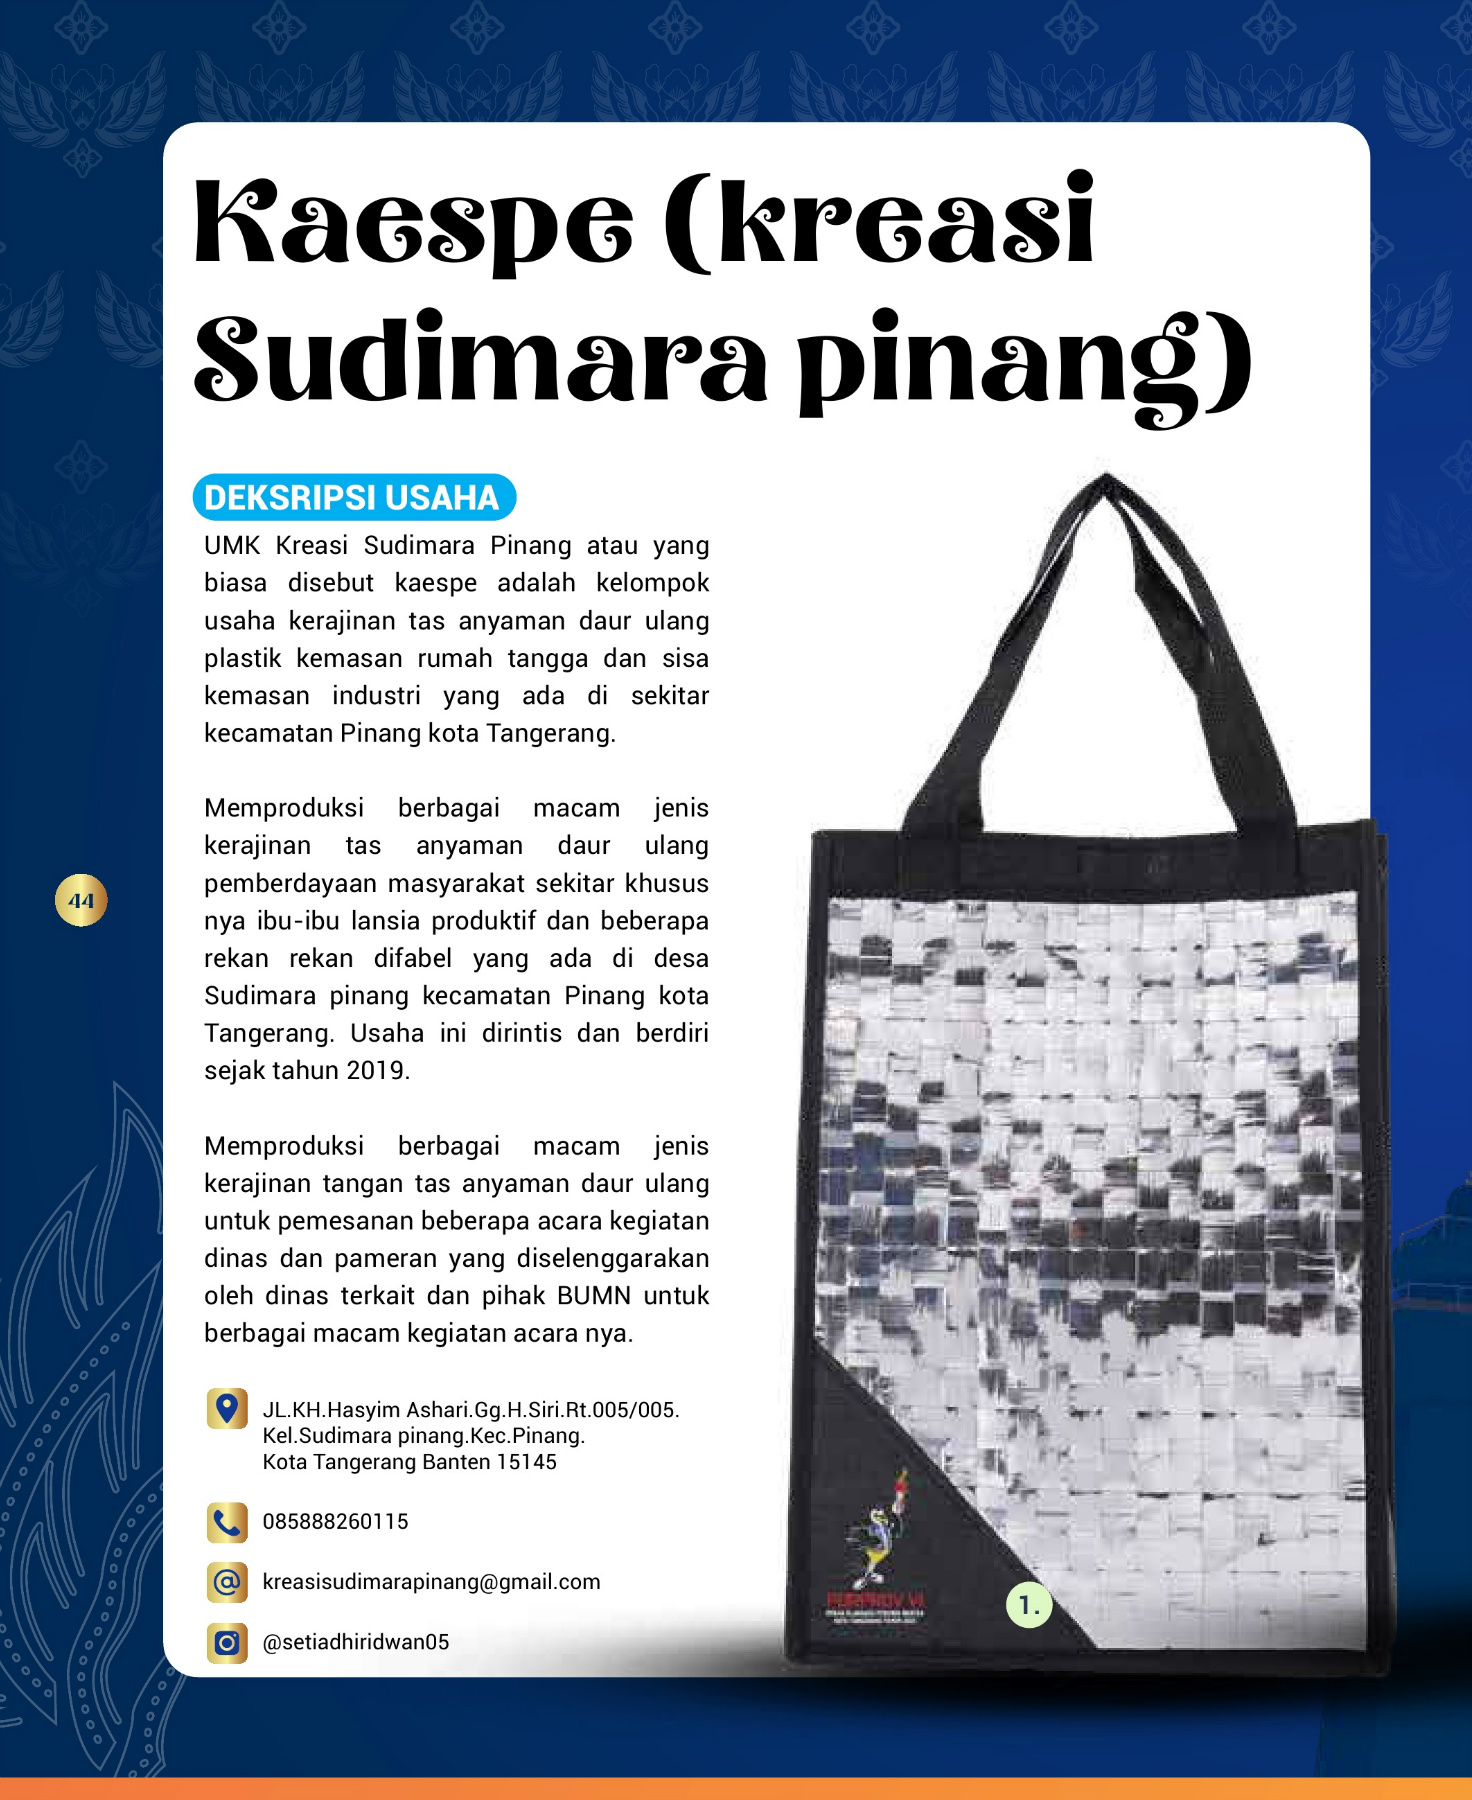 Kaespe (kreasi
Sudimara pinang)
DEKSRIPSI USAHA
UMK Kreasi Sudimara Pinang atau yang
biasa disebut kaespe adalah kelompok
usaha kerajinan tas anyaman daur ulang
plastik kemasan rumah tangga dan sisa
kemasan industri yang ada di sekitar
kecamatan Pinang kota Tangerang.
Memproduksi berbagai macam jenis
kerajinan tas anyaman daur ulang
pemberdayaan masyarakat sekitar khusus
nya ibu-ibu lansia produktif dan beberapa
rekan rekan difabel yang ada di desa
Sudimara pinang kecamatan Pinang kota
Tangerang. Usaha ini dirintis dan berdiri
sejak tahun 2019.
Memproduksi berbagai macam jenis
kerajinan tangan tas anyaman daur ulang
untuk pemesanan beberapa acara kegiatan
dinas dan pameran yang diselenggarakan
oleh dinas terkait dan pihak BUMN untuk
berbagai macam kegiatan acara nya.
44
JL.KH.Hasyim Ashari.Gg.H.Siri.Rt.005/005.
Kel.Sudimara pinang.Kec.Pinang.
Kota Tangerang Banten 15145
085888260115
kreasisudimarapinang@gmail.com
@setiadhiridwan05
1.